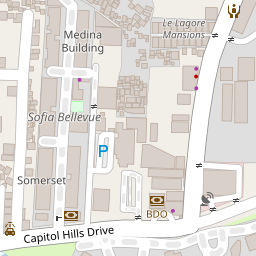 Medina
Building
Le Lagore
Mansions
Sofia Bellevue
P
Somerset
BDO
Capitol Hills Drive